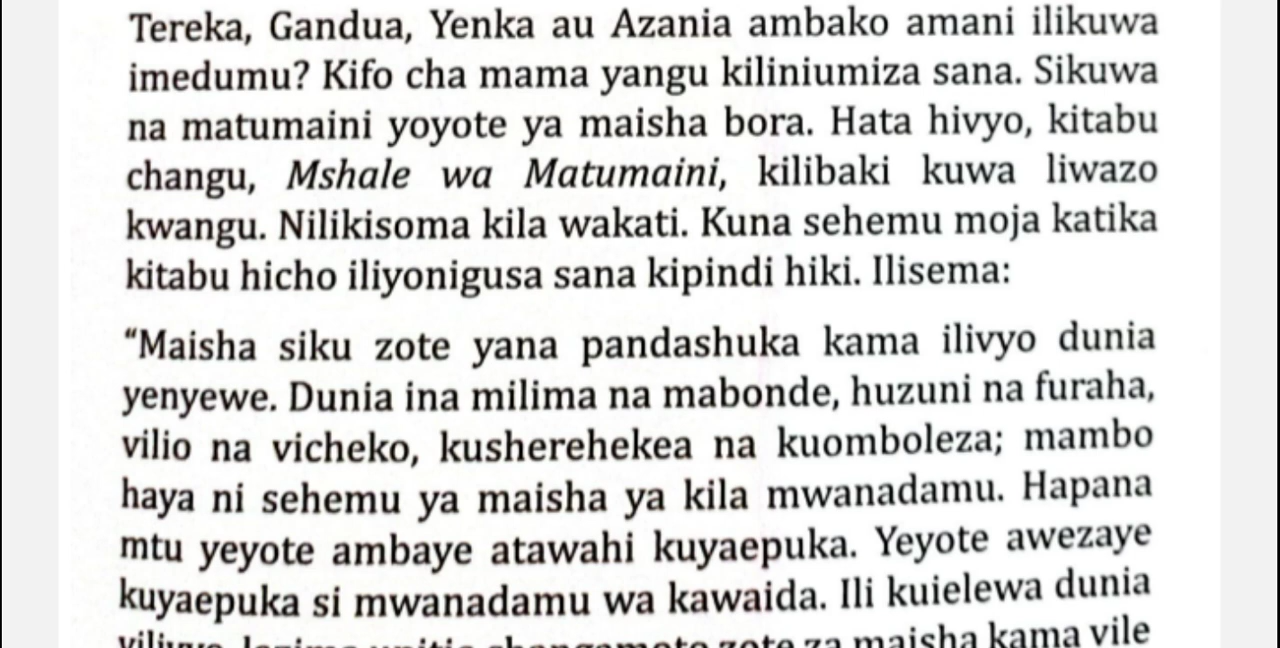 Tereka, Gandua, Yenka au Azania ambako amani ilikuwa
imedumu? Kifo cha mama yangu kiliniumiza sana. Sikuwa
na matumaini yoyote ya maisha bora. Hata hivyo, kitabu
changu, Mshale wa Matumaini, kilibaki kuwa liwazo
kwangu. Nilikisoma kila wakati. Kuna sehemu moja katika
kitabu hicho iliyonigusa sana kipindi hiki. Ilisema:
“Maisha siku zote yana pandashuka kama ilivyo dunia
yenyewe. Dunia ina milima na mabonde, huzuni na furaha,
vilio na vicheko, kusherehekea na kuomboleza; mambo
haya ni sehemu ya maisha ya kila mwanadamu. Hapana
mtu yeyote ambaye atawahi kuyaepuka. Yeyote awezaye
kuyaepuka si mwanadamu wa kawaida. Ili kuielewa dunia
zote za maisha kama vile